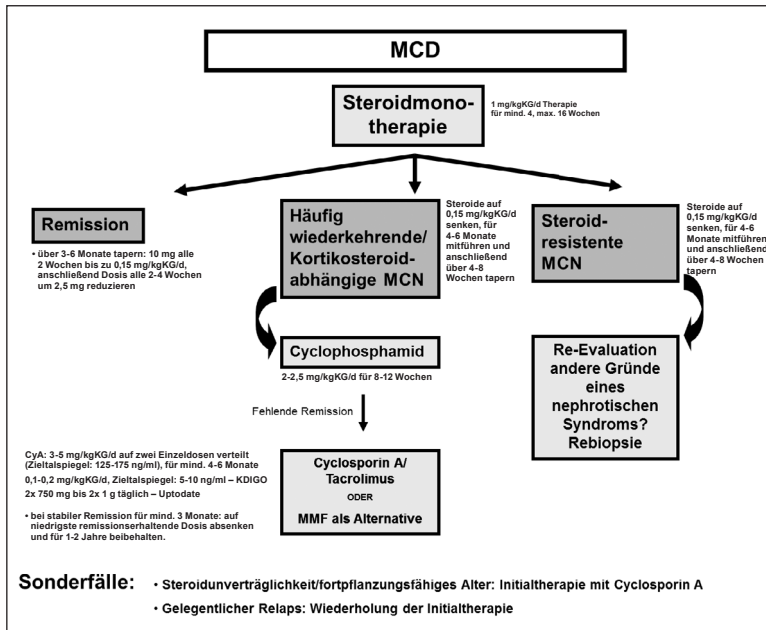 MCD
Steroidmono-
therapie
1 mg/kgKG/d Therapie
für mind. 4, max. 16 Wochen
Remission
• über 3-6 Monate tapern: 10 mg alle
2 Wochen bis zu 0,15 mg/kgKG/d,
anschließend Dosis alle 2-4 Wochen
um 2,5 mg reduzieren
Häufig
wiederkehrende/
Kortikosteroid-
abhängige MCN
Steroide auf
0,15 mg/kgKG/d
senken, für
4-6 Monate
mitführen und
anschließend
über 4-8
Wochen tapern
Steroid-
resistente
MCN
Steroide auf
0,15 mg/kgKG/d
senken, für 4-6
Monate mitführen
und anschließend
über 4-8 Wochen
tapern
Cyclophosphamid
2-2,5 mg/kgKG/d für 8-12 Wochen
Fehlende Remission
Re-Evaluation
andere Gründe
eines
nephrotischen
Syndroms?
Rebiopsie
CyA: 3-5 mg/kgKG/d auf zwei Einzeldosen verteilt
(Zieltalspiegel: 125-175 ng/ml), für mind. 4-6 Monate
0,1-0,2 mg/kgKG/d, Zieltalspiegel: 5-10 ng/ml – KDIGO
2x 750 mg bis 2x 1 g täglich – Uptodate
• bei stabiler Remission für mind. 3 Monate: auf
niedrigste remissionserhaltende Dosis absenken
und für 1-2 Jahre beibehalten.
Cyclosporin A/
Tacrolimus
ODER
MMF als Alternative
Sonderfälle: • Steroidunverträglichkeit/fortpflanzungsfähiges Alter: Initialtherapie mit Cyclosporin A
• Gelegentlicher Relaps: Wiederholung der Initialtherapie